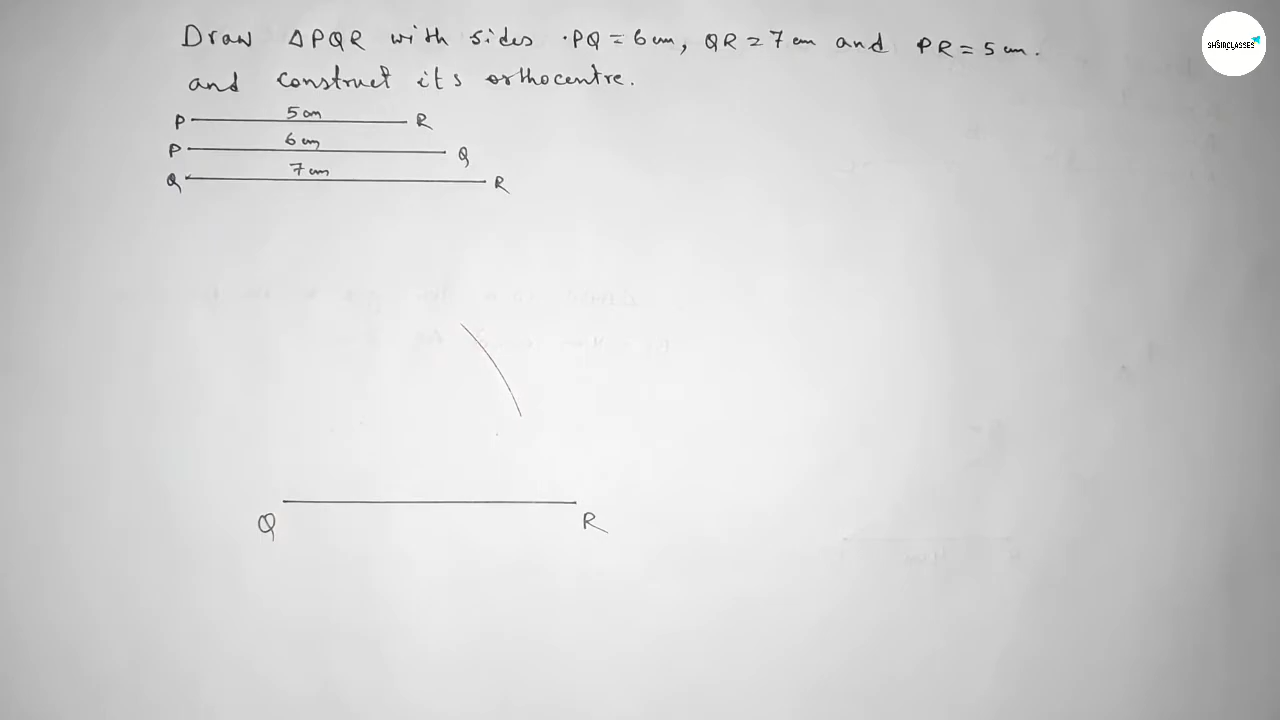 Draw ΔPQR with sides PQ = 6 cm, QR = 7 cm and PR = 5 cm.
and construct its orthocentre.
P 5 cm R
P 6 cm Q
Q 7 cm R
Q R
SHSIRCLASSES